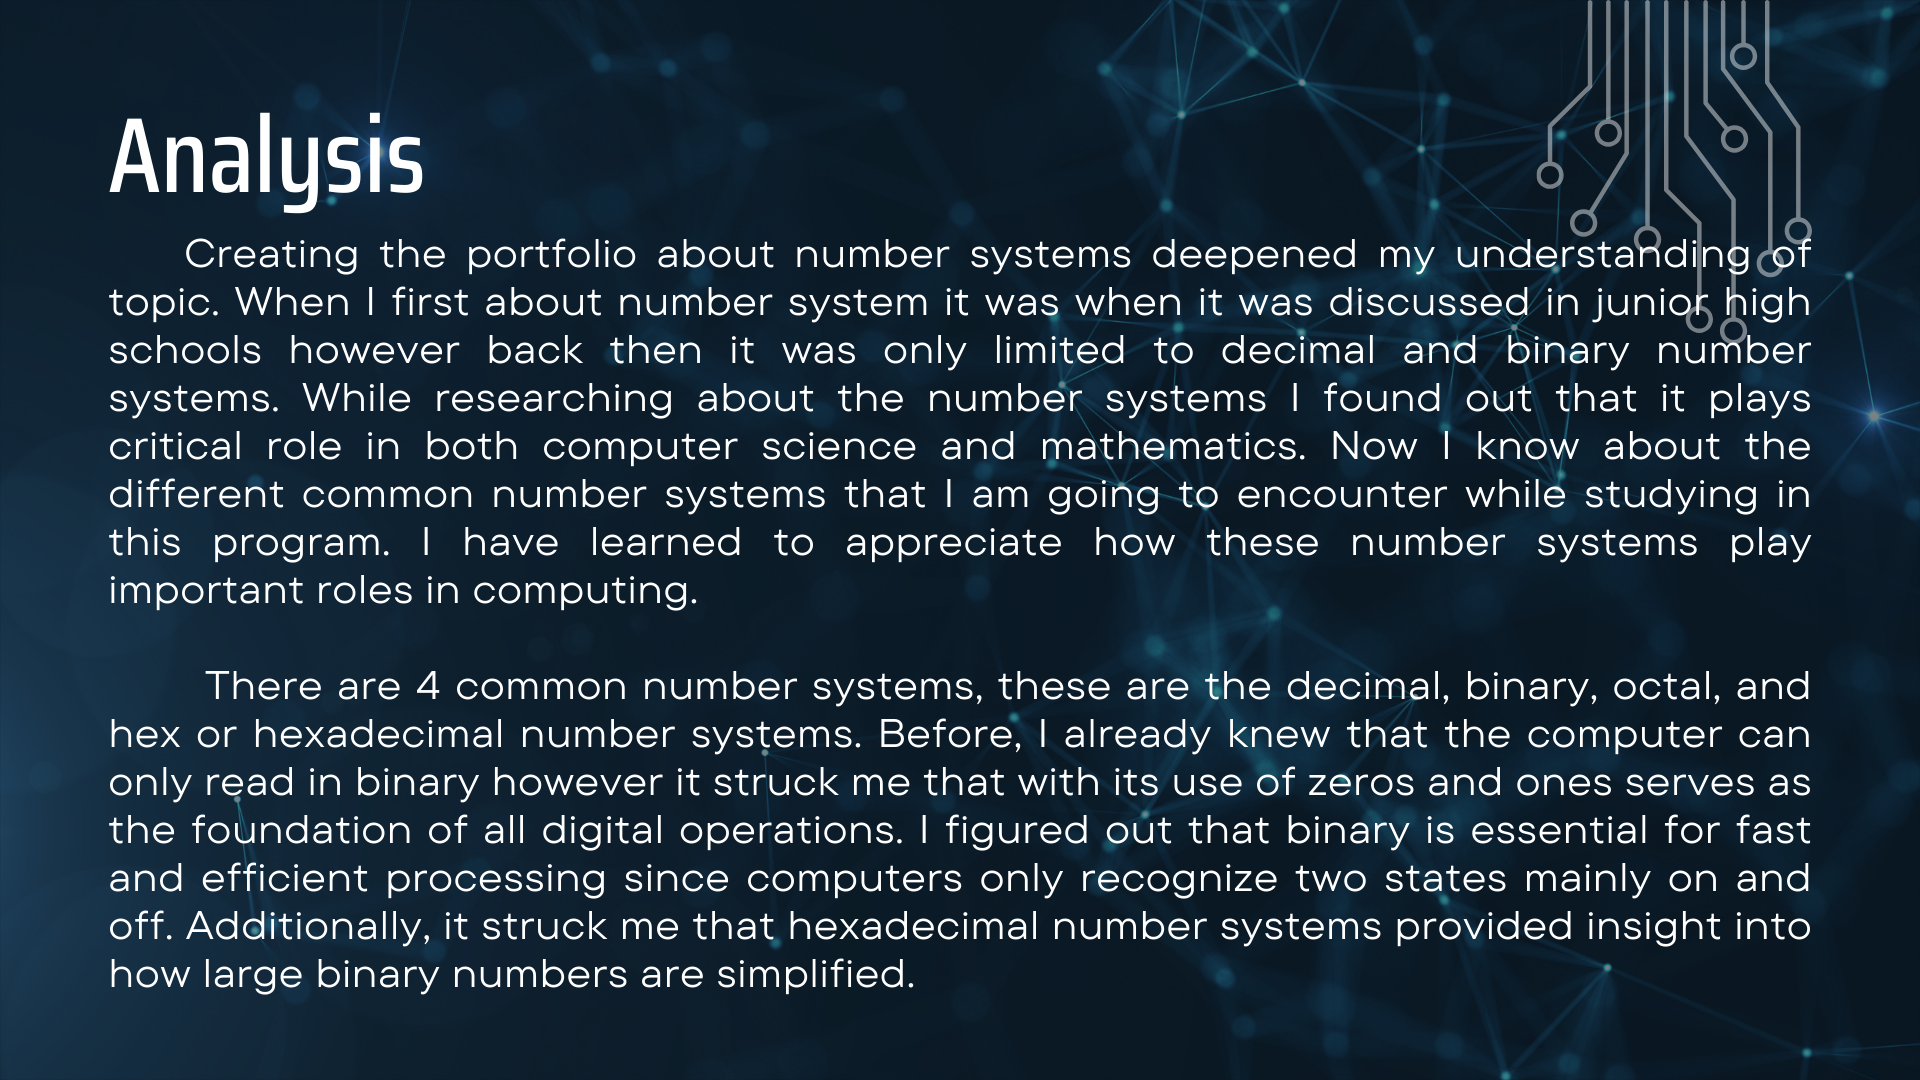 Analysis
Creating the portfolio about number systems deepened my understanding of
topic. When I first about number system it was when it was discussed in junior high
schools however back then it was only limited to decimal and binary number
systems. While researching about the number systems I found out that it plays
critical role in both computer science and mathematics. Now I know about the
different common number systems that I am going to encounter while studying in
this program. I have learned to appreciate how these number systems play
important roles in computing.
There are 4 common number systems, these are the decimal, binary, octal, and
hex or hexadecimal number systems. Before, I already knew that the computer can
only read in binary however it struck me that with its use of zeros and ones serves as
the foundation of all digital operations. I figured out that binary is essential for fast
and efficient processing since computers only recognize two states mainly on and
off. Additionally, it struck me that hexadecimal number systems provided insight into
how large binary numbers are simplified.